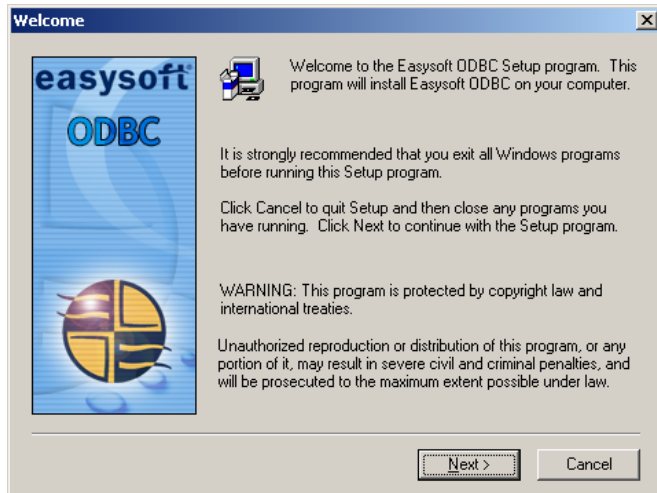 Welcome
easysoft
ODBC
Welcome to the Easysoft ODBC Setup program. This
program will install Easysoft ODBC on your computer.
It is strongly recommended that you exit all Windows programs
before running this Setup program.
Click Cancel to quit Setup and then close any programs you
have running. Click Next to continue with the Setup program.
WARNING: This program is protected by copyright law and
international treaties.
Unauthorized reproduction or distribution of this program, or any
portion of it, may result in severe civil and criminal penalties, and
will be prosecuted to the maximum extent possible under law.
Next >
Cancel